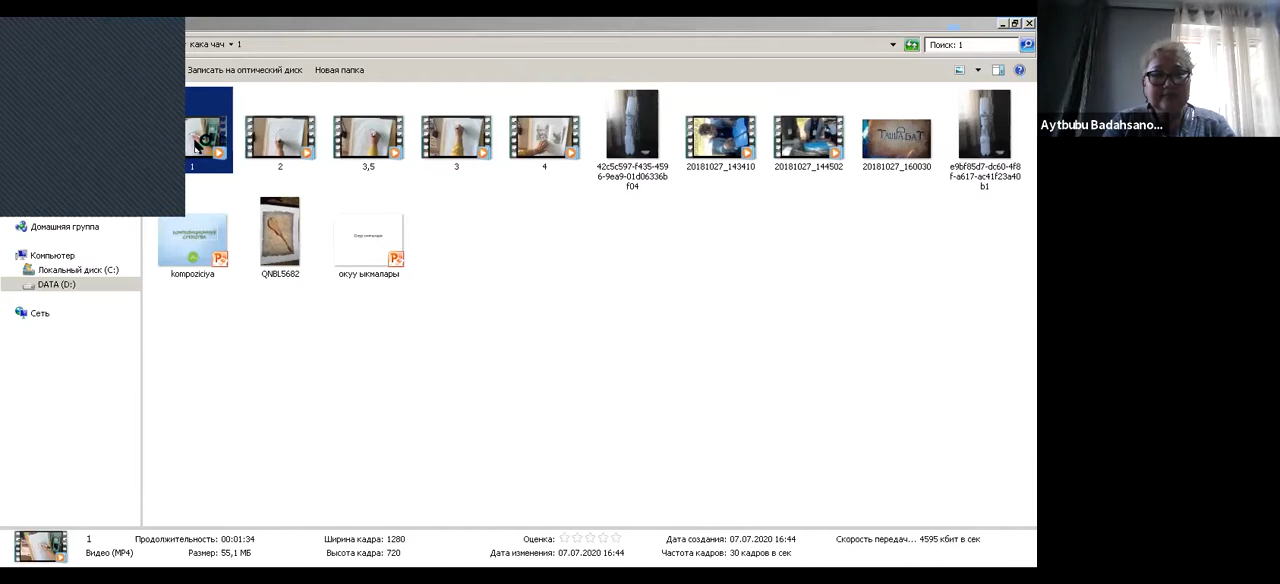 кака чач ▾ 1
Поиск: 1
Записать на оптический диск
Новая папка
Aytbubu Badahsano...
1
2
3,5
3
4
42c5c597-f435-459
6-9ea9-01d06336b
f04
20181027_143410
20181027_144502
20181027_160030
e9bf85d7-dc60-4f8
f-a617-ac41f23a40
b1
Домашняя группа
Компьютер
Локальный диск (C:)
DATA (D:)
Сеть
kompoziciya
QNBL5682
окуу ыкмалары
1
Видео (MP4)
Продолжительность: 00:01:34
Размер: 55,1 МБ
Ширина кадра: 1280
Высота кадра: 720
Оценка:
Дата изменения: 07.07.2020 16:44
Дата создания: 07.07.2020 16:44
Частота кадров: 30 кадров в сек
Скорость передач... 4595 кбит в сек